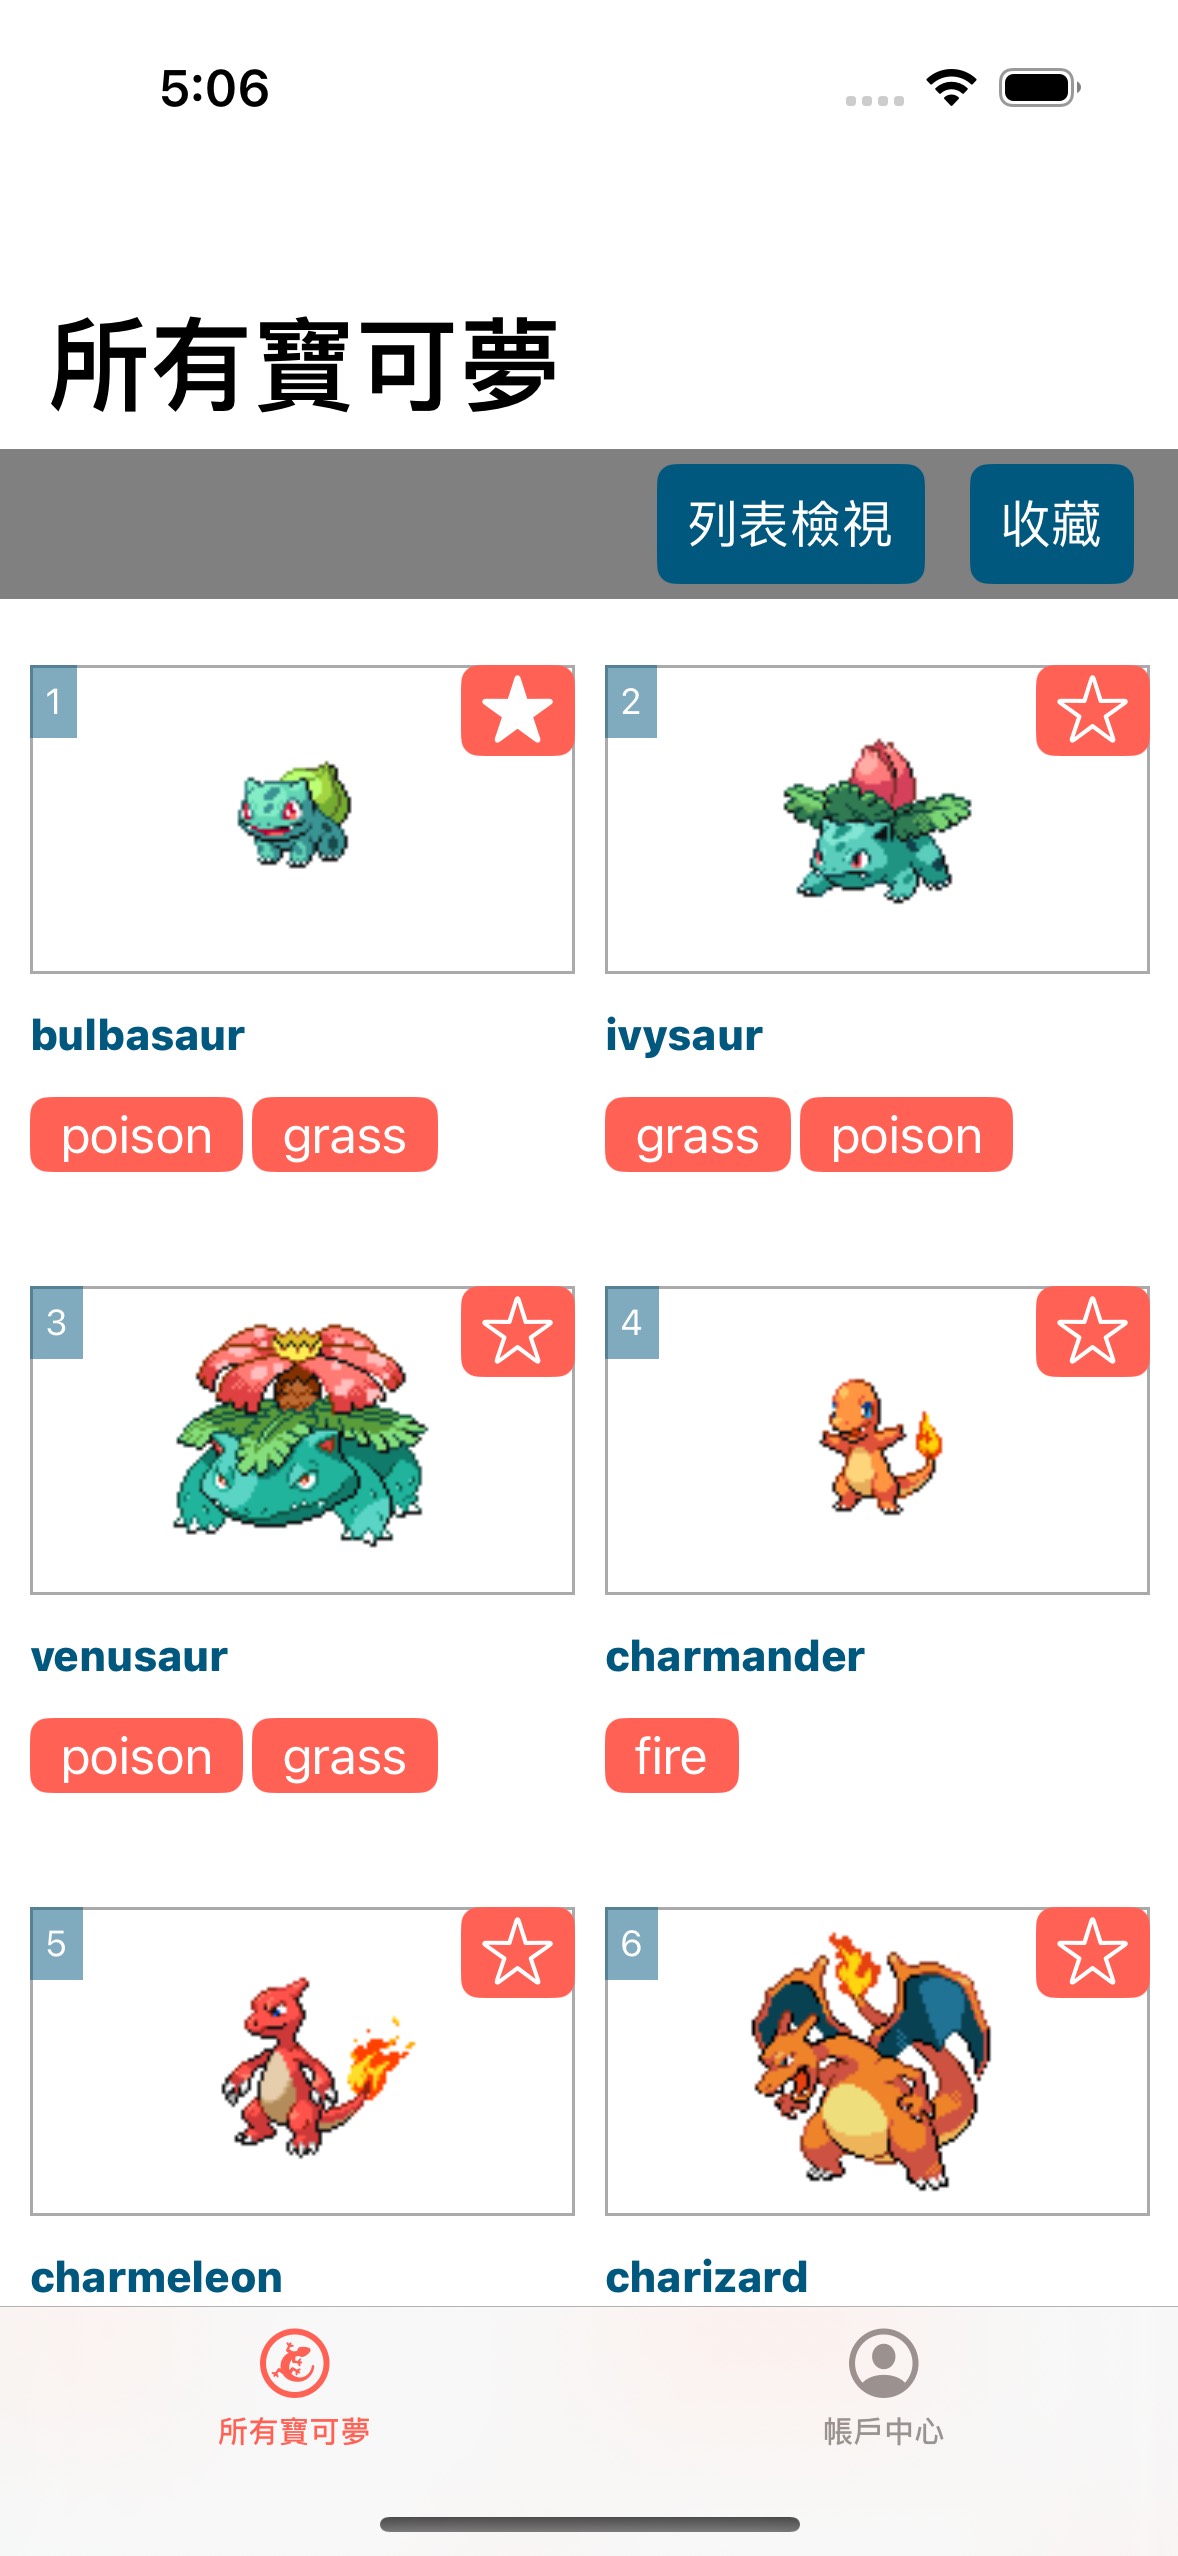 5:06
所有寶可夢
列表檢視 收藏
1 2
bulbasaur ivysaur
poison grass grass poison
3 4
venusaur charmander
poison grass fire
5 6
charmeleon charizard
所有寶可夢 帳戶中心